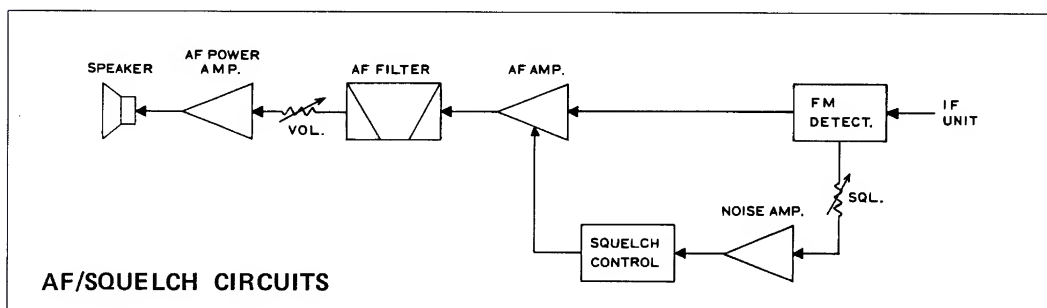 SPEAKER
AF POWER
AMP.
AF FILTER
AF AMP.
FM
DETECT.
IF
UNIT
VOL.
SQL.
NOISE AMP.
SQUELCH
CONTROL
AF/SQUELCH CIRCUITS